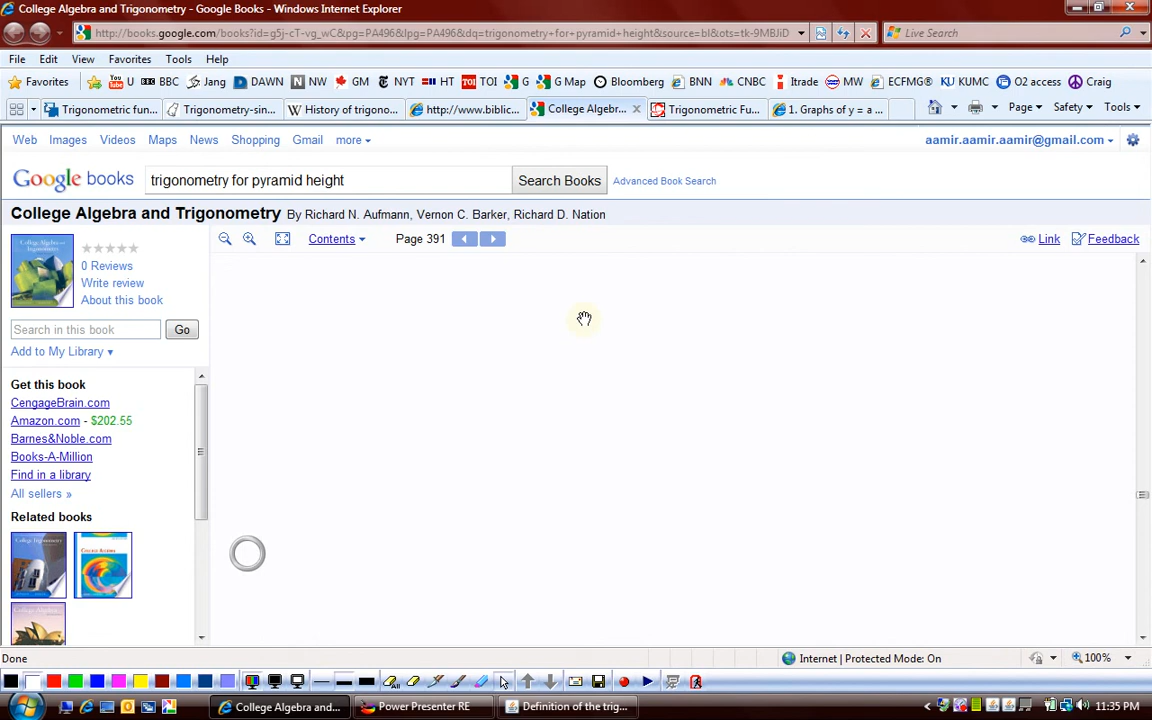 College Algebra and Trigonometry - Google Books - Windows Internet Explorer
http://books.google.com/books?id=g5j-cT-vg_wC&pg=PA496&lpg=PA496&dq=trigonometry+for+pyramid+height&source=bl&ots=tk-9MBJiD
Live Search
File Edit View Favorites Tools Help
Favorites U BBC Jang DAWN NW GM NYT HT TOI G G Map Bloomberg BNN CNBC Itrade MW ECFMG® KUMC O2 access Craig
Trigonometric fun... Trigonometry-sin... History of trigono... http://www.biblic... College Algebr... Trigonometric Fu... 1. Graphs of y = a ... Page Safety Tools
Web Images Videos Maps News Shopping Gmail more
aamir.aamir.aamir@gmail.com
Google books
trigonometry for pyramid height
Search Books
Advanced Book Search
College Algebra and Trigonometry By Richard N. Aufmann, Vernon C. Barker, Richard D. Nation
Contents Page 391 Link Feedback
0 Reviews
Write review
About this book
Search in this book Go
Add to My Library
Get this book
CengageBrain.com
Amazon.com - $202.55
Barnes&Noble.com
Books-A-Million
Find in a library
All sellers »
Related books
Done
Internet | Protected Mode: On
100%
College Algebra and... Power Presenter RE Definition of the trig... 11:35 PM